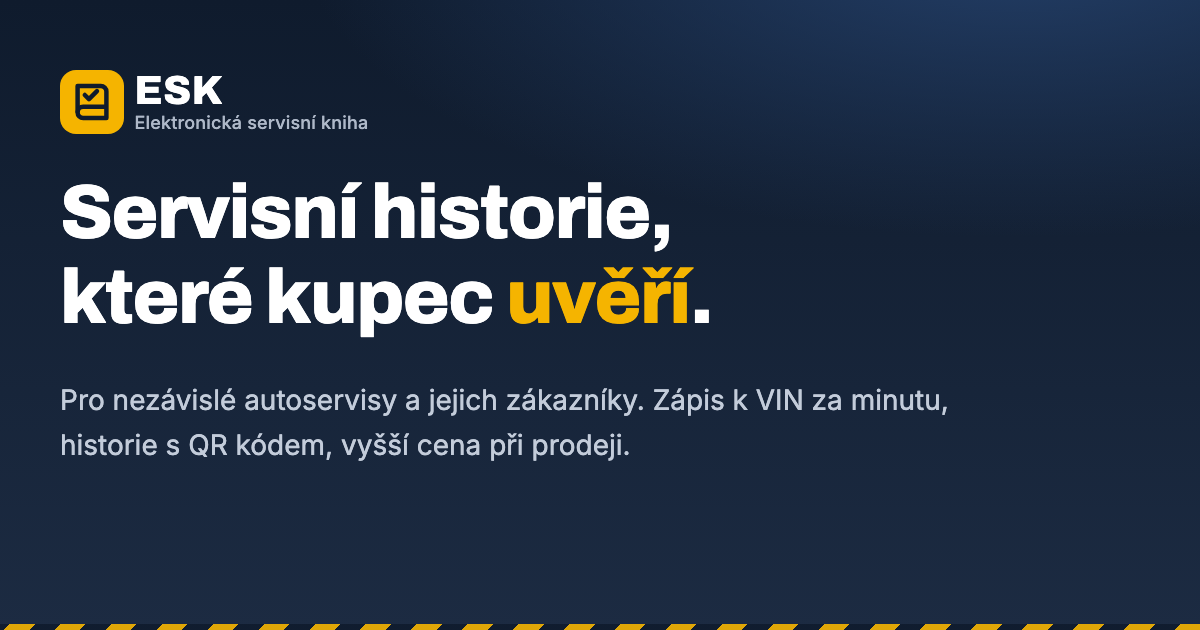 ESK
Elektronická servisní kniha
Servisní historie,
které kupec uvěří.
Pro nezávislé autoservisy a jejich zákazníky. Zápis k VIN za minutu,
historie s QR kódem, vyšší cena při prodeji.